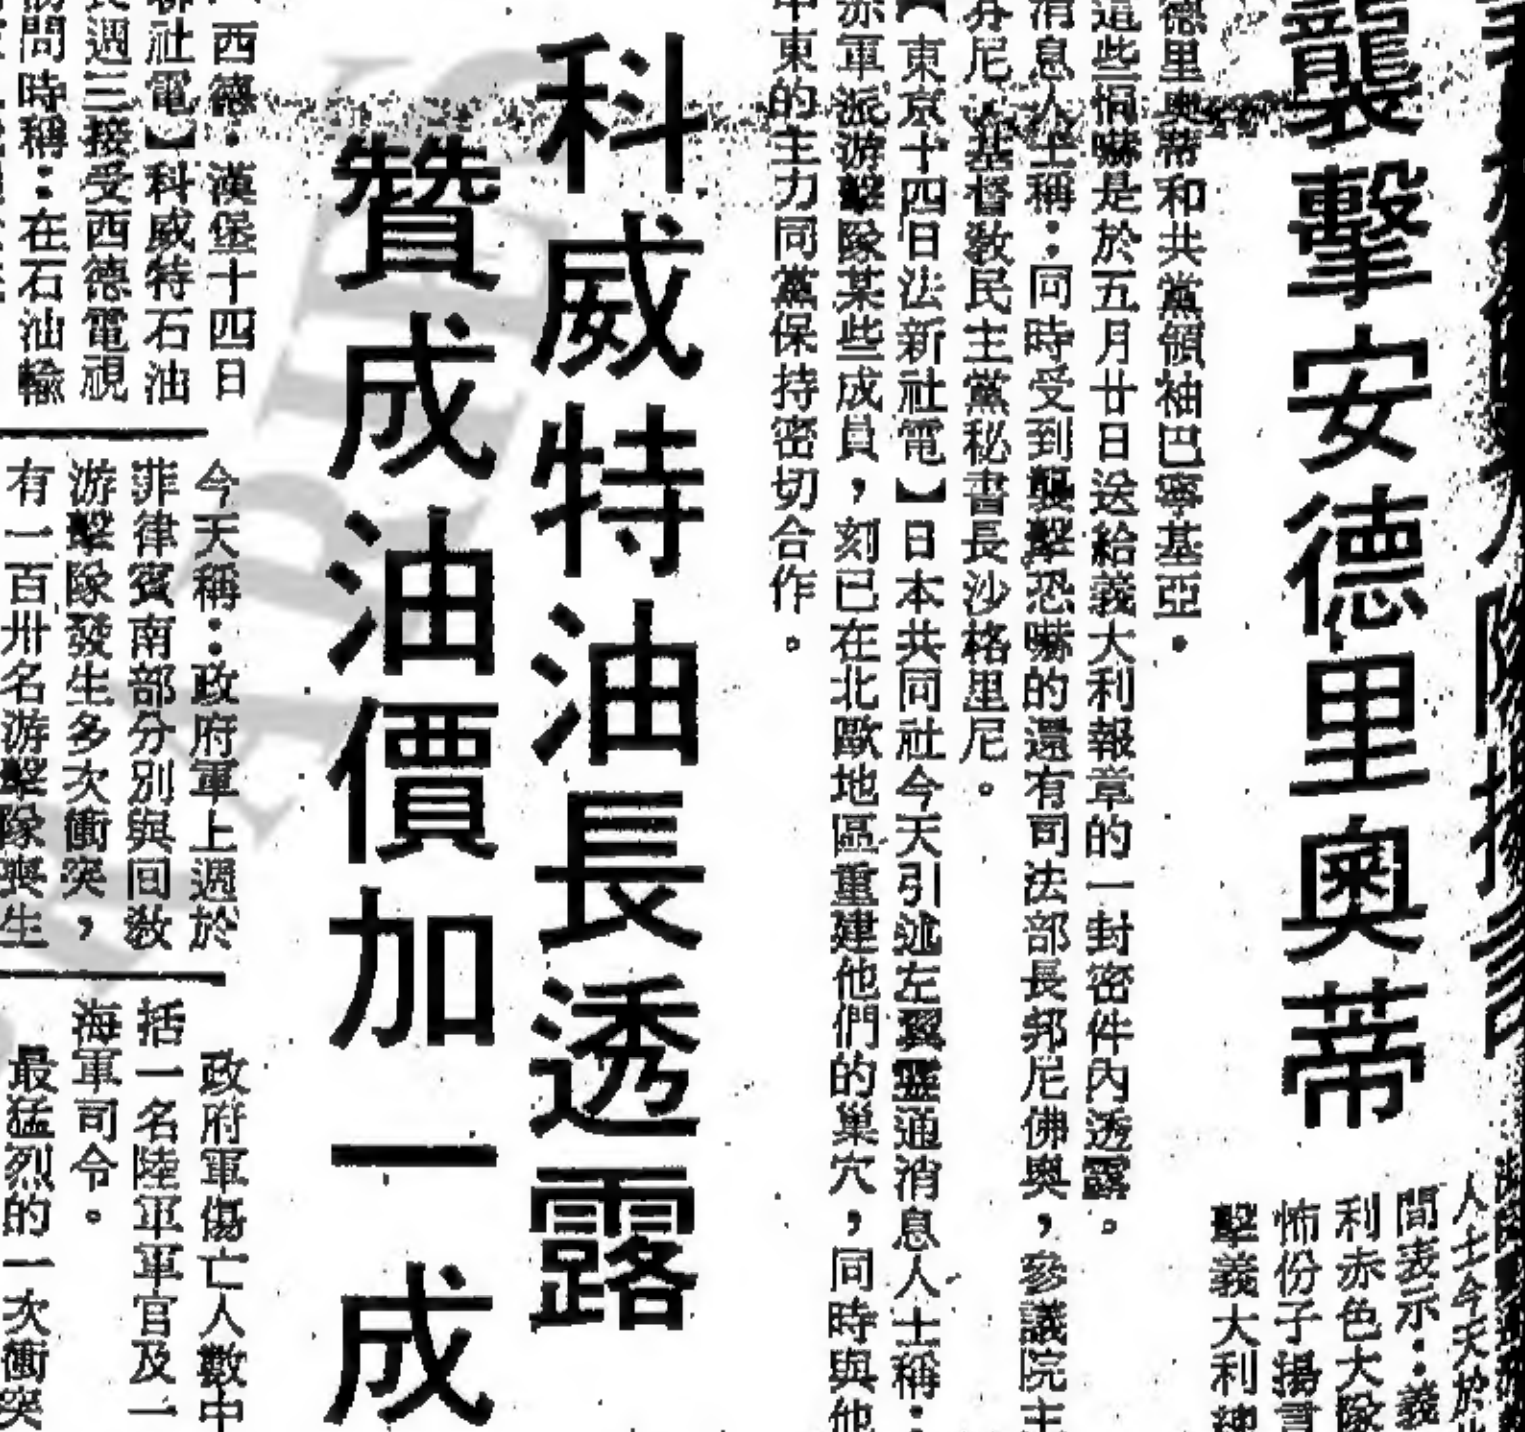 襲擊安德里奧蒂
人士今天於
間表示：義
利赤色大隊
怖份子揚言
擊義大利
德里奧蒂和共黨領袖巴寧基亞。
這些恫嚇是於五月廿日送給義大利報章的一封密件內透露。
消息人士稱：同時受到襲擊恐嚇的還有司法部長邦尼佛奥，參議院主
芬尼，基督教民主黨秘書長沙格里尼。
【東京十四日法新社電】日本共同社今天引述左翼靈通消息人士稱：
赤軍派游擊隊某些成員，刻已在北歐地區重建他們的巢穴，同時與他
中東的主力同黨保持密切合作。
科威特油長透露
贊成油價加一成
西德·漢堡十四日
聯社電】科威特石油
長週三接受西德電視
訪問時稱：在石油輸
今天稱：政府軍上週於
菲律賓南部分別與回教
游擊隊發生多次衝突，
有一百卅名游擊隊喪生
政府軍傷亡人數中
括一名陸軍軍官及一
海軍司令。
最猛烈的一次衝突